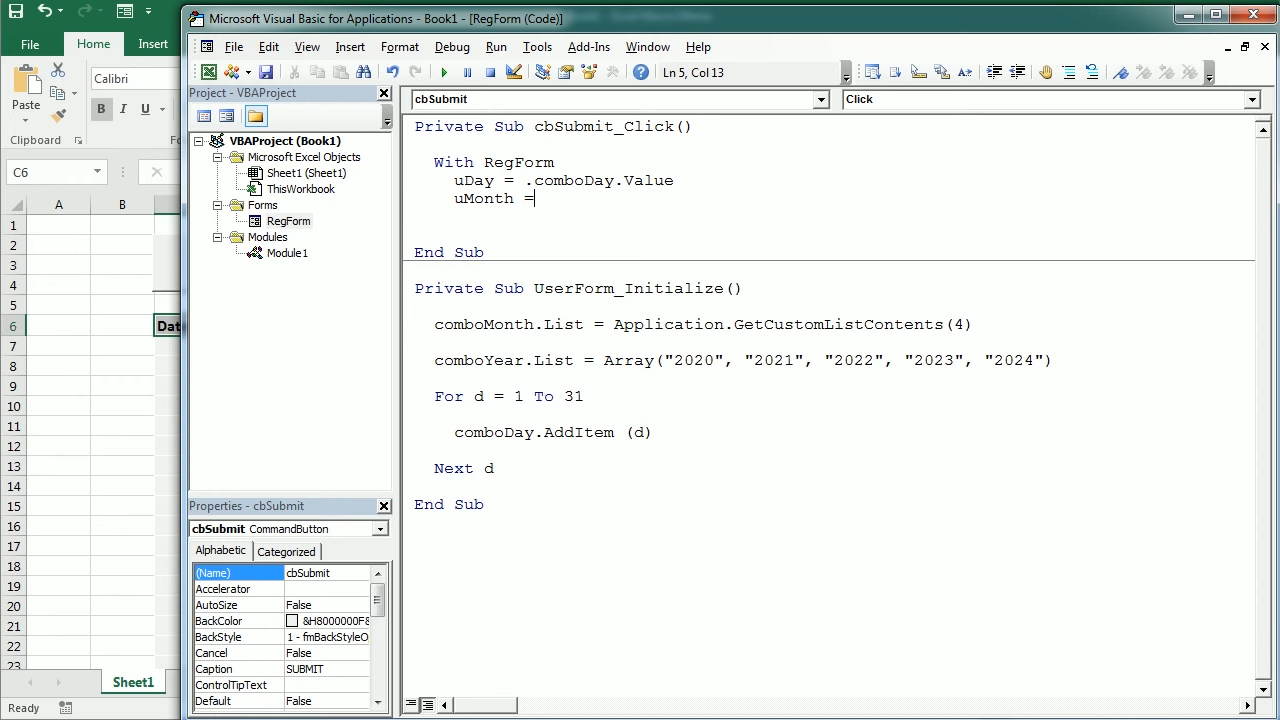 Microsoft Visual Basic for Applications - Book1 - [RegForm (Code)]
File Home Insert
File Edit View Insert Format Debug Run Tools Add-Ins Window Help
Ln 5, Col 13
Paste
Calibri
B I U
Clipboard
C6
A B
1
2
3
4
5
6
7
8
9
10
11
12
13
14
15
16
17
18
19
20
21
22
23
Dat
Sheet1
Ready
Project - VBAProject
VBAProject (Book1)
Microsoft Excel Objects
Sheet1 (Sheet1)
ThisWorkbook
Forms
RegForm
Modules
Module1
Properties - cbSubmit
cbSubmit CommandButton
Alphabetic Categorized
(Name) cbSubmit
Accelerator
AutoSize False
BackColor &H8000000F&
BackStyle 1 - fmBackStyleO
Cancel False
Caption SUBMIT
ControlTipText
Default False
cbSubmit Click
Private Sub cbSubmit_Click()
With RegForm
uDay = .comboDay.Value
uMonth =
End Sub
Private Sub UserForm_Initialize()
comboMonth.List = Application.GetCustomListContents(4)
comboYear.List = Array("2020", "2021", "2022", "2023", "2024")
For d = 1 To 31
comboDay.AddItem (d)
Next d
End Sub